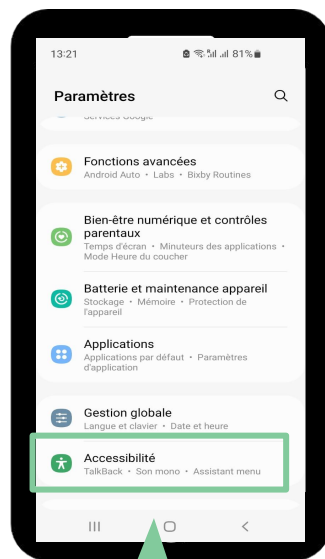 13:21 81%
Paramètres
Services Google
Fonctions avancées
Android Auto • Labs • Bixby Routines
Bien-être numérique et contrôles
parentaux
Temps d'écran • Minuteurs des applications •
Mode Heure du coucher
Batterie et maintenance appareil
Stockage • Mémoire • Protection de
l'appareil
Applications
Applications par défaut • Paramètres
d'application
Gestion globale
Langue et clavier • Date et heure
Accessibilité
TalkBack • Son mono • Assistant menu